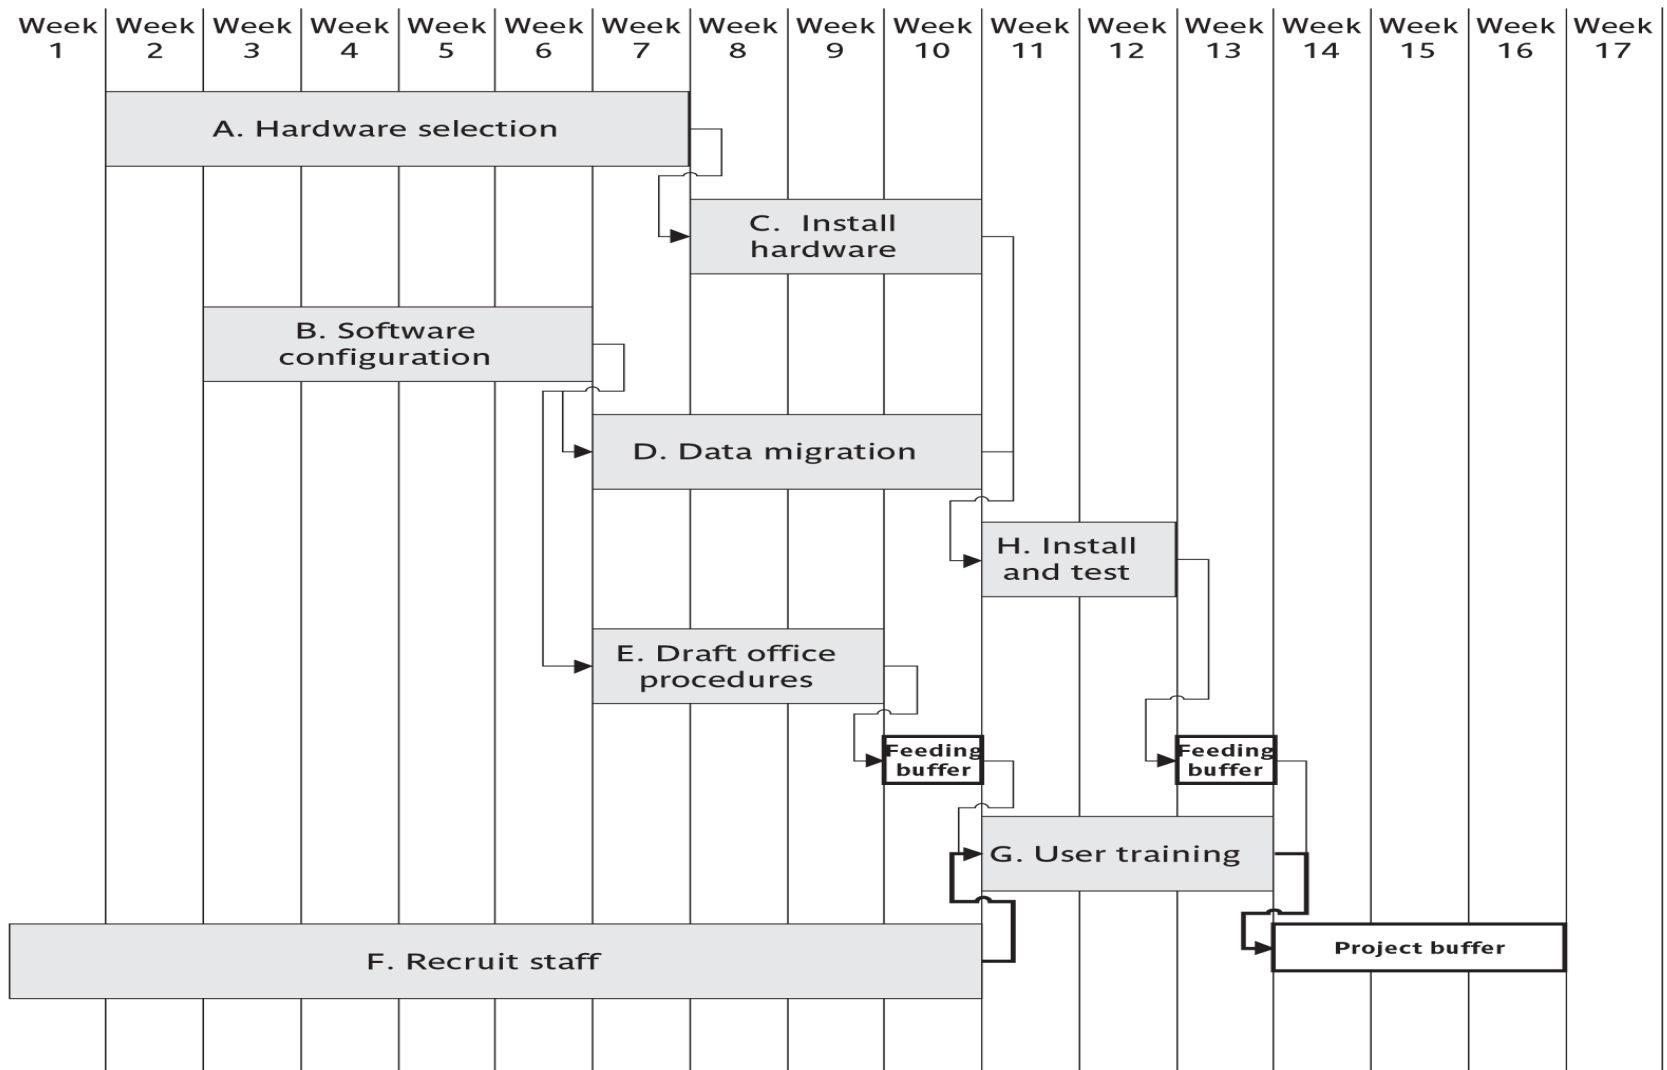 Week Week Week Week Week Week Week Week Week Week Week Week Week Week Week Week Week
1 2 3 4 5 6 7 8 9 10 11 12 13 14 15 16 17
A. Hardware selection
C. Install
hardware
B. Software
configuration
D. Data migration
H. Install
and test
E. Draft office
procedures
Feeding
buffer
Feeding
buffer
G. User training
Project buffer
F. Recruit staff